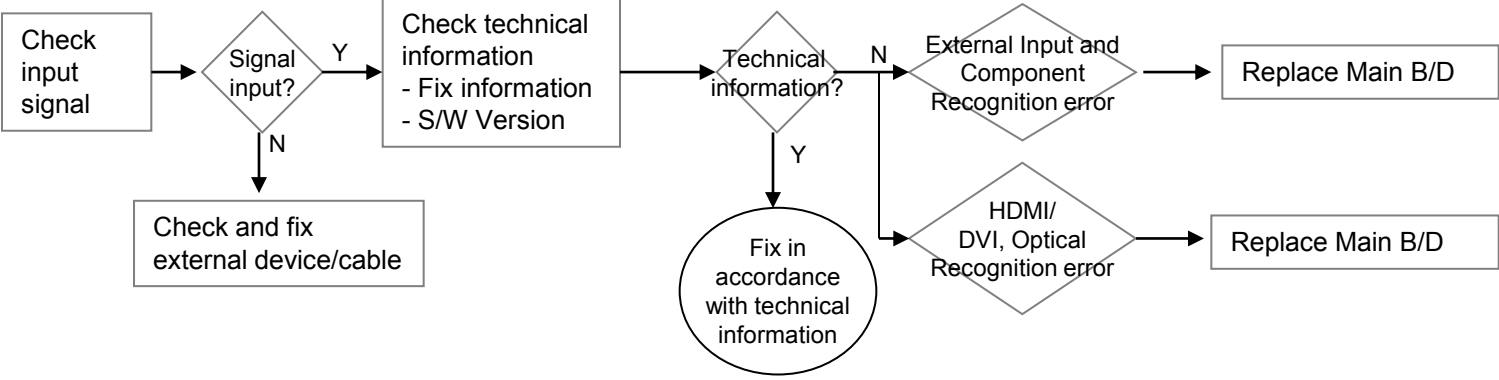 Check
input
signal
Signal
input?
Y
N
Check and fix
external device/cable
Check technical
information
- Fix information
- S/W Version
Technical
information?
N
Y
Fix in
accordance
with technical
information
External Input and
Component
Recognition error
Replace Main B/D
HDMI/
DVI, Optical
Recognition error
Replace Main B/D